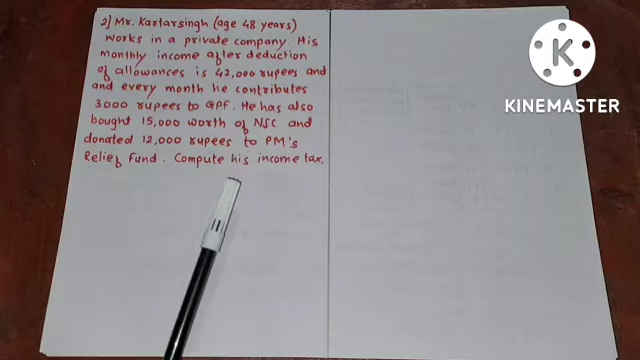 2] Mr. Kartarsingh (age 48 years)
works in a private company. His
monthly income after deduction
of allowances is 42,000 rupees and
and every month he contributes
3000 rupees to GPF. He has also
bought 15,000 worth of NSC and
donated 12,000 rupees to PM's
Relief Fund. Compute his income tax.
K
KINEMASTER